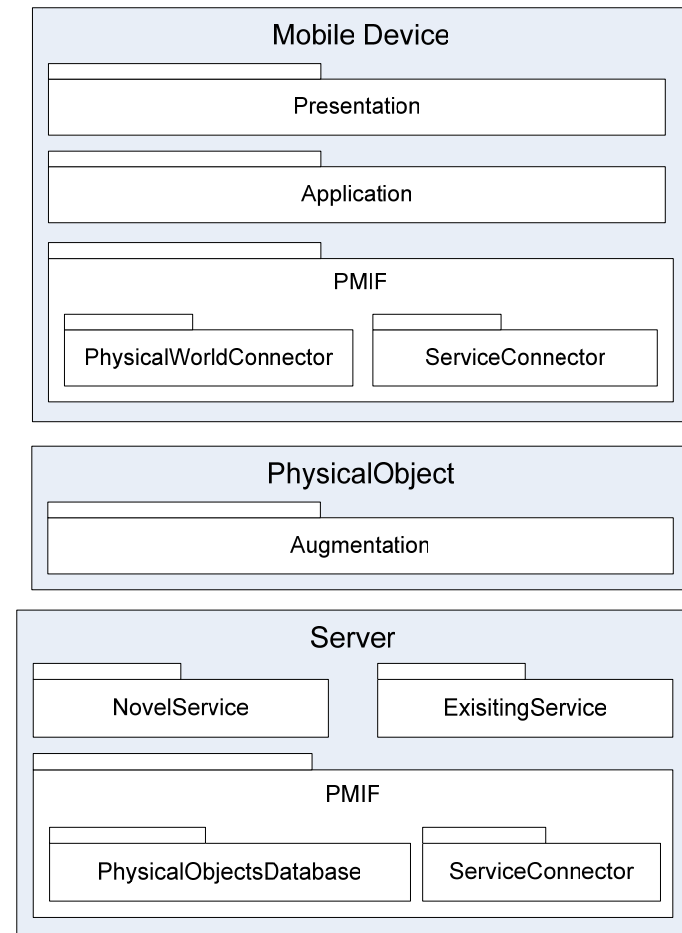 Mobile Device
Presentation
Application
PMIF
PhysicalWorldConnector
ServiceConnector
PhysicalObject
Augmentation
Server
NovelService
ExisitingService
PMIF
PhysicalObjectsDatabase
ServiceConnector